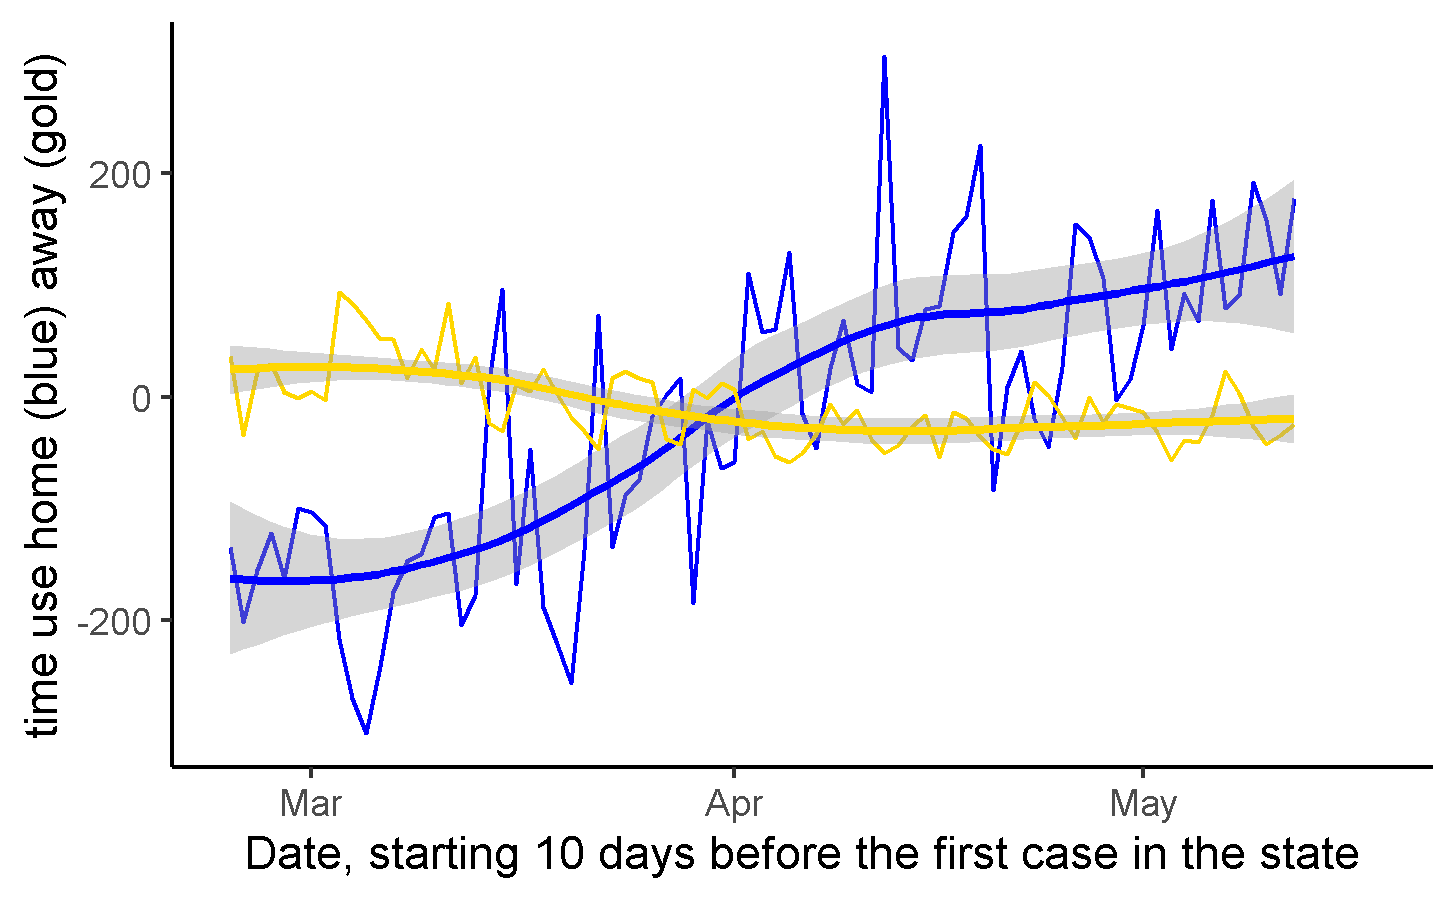 time use home (blue) away (gold)
200
0
-200
Mar
Apr
May
Date, starting 10 days before the first case in the state